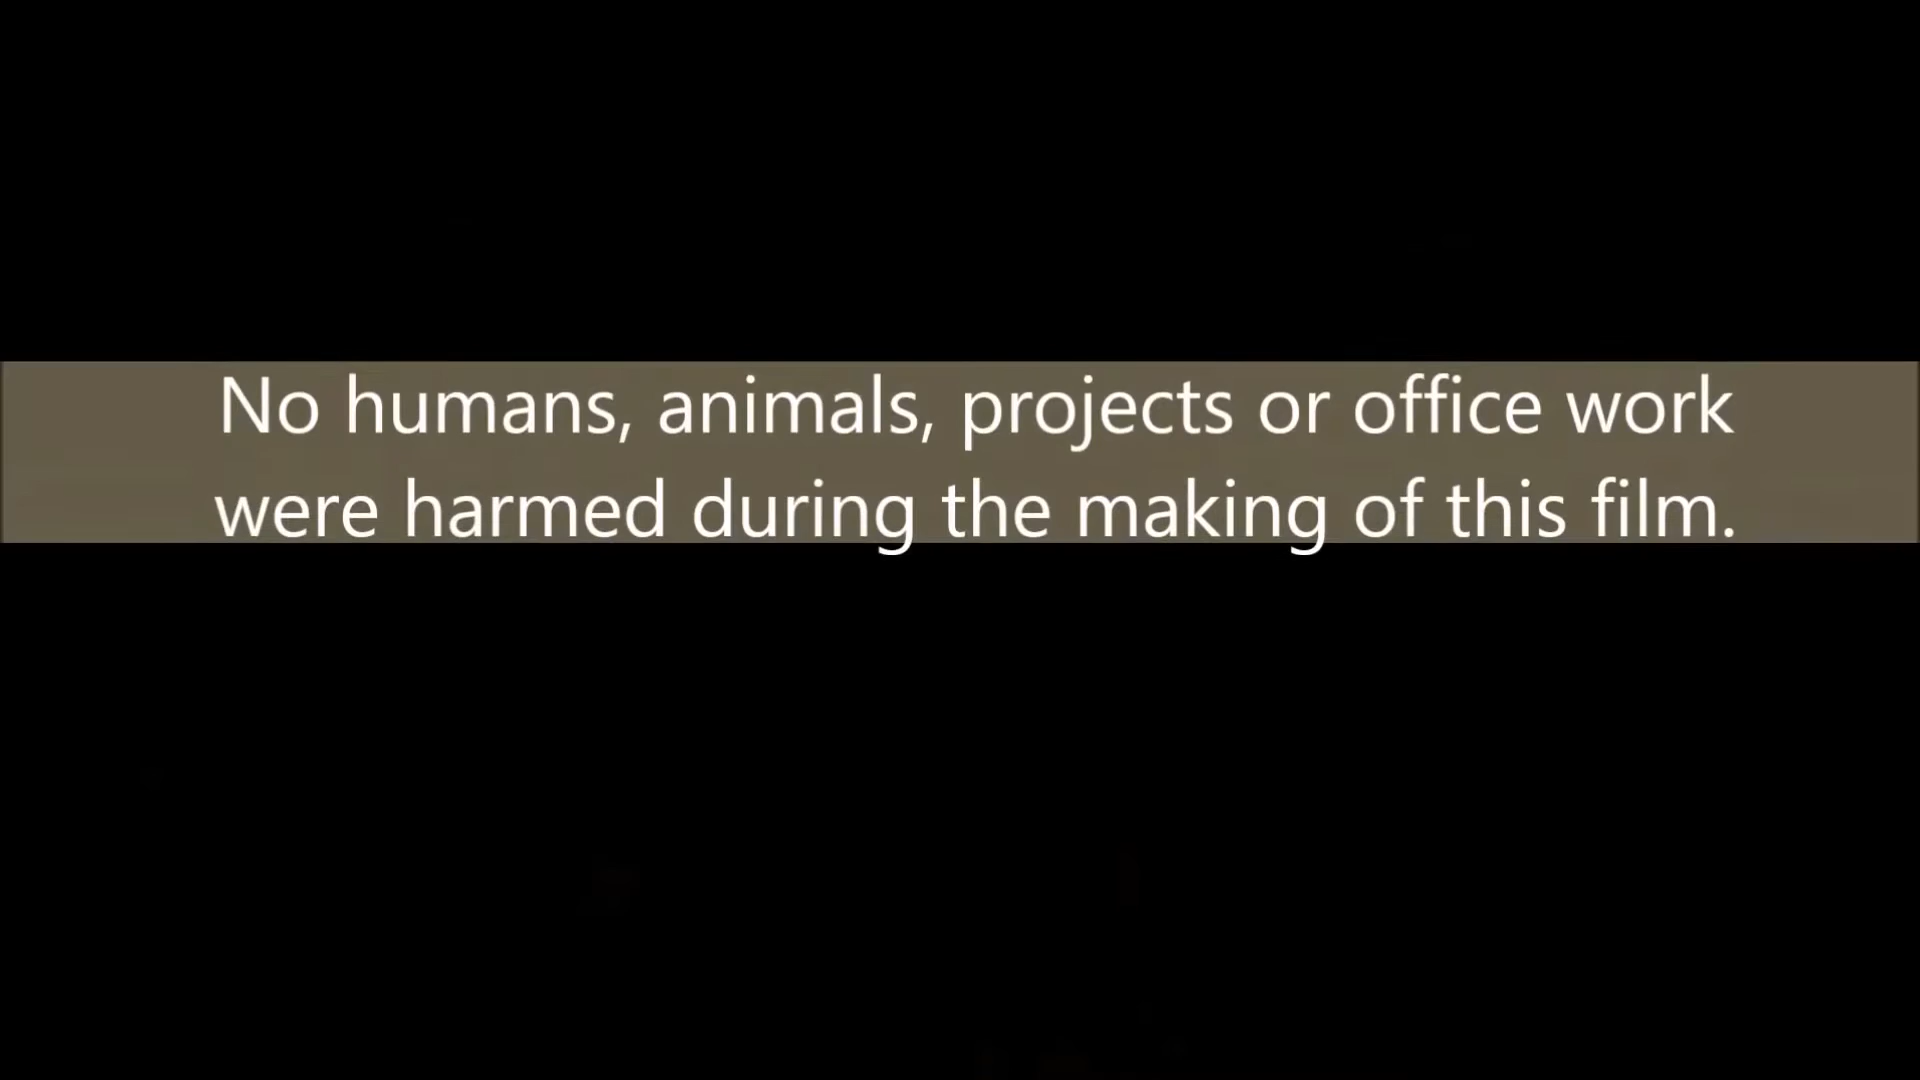 No humans, animals, projects or office work
were harmed during the making of this film.